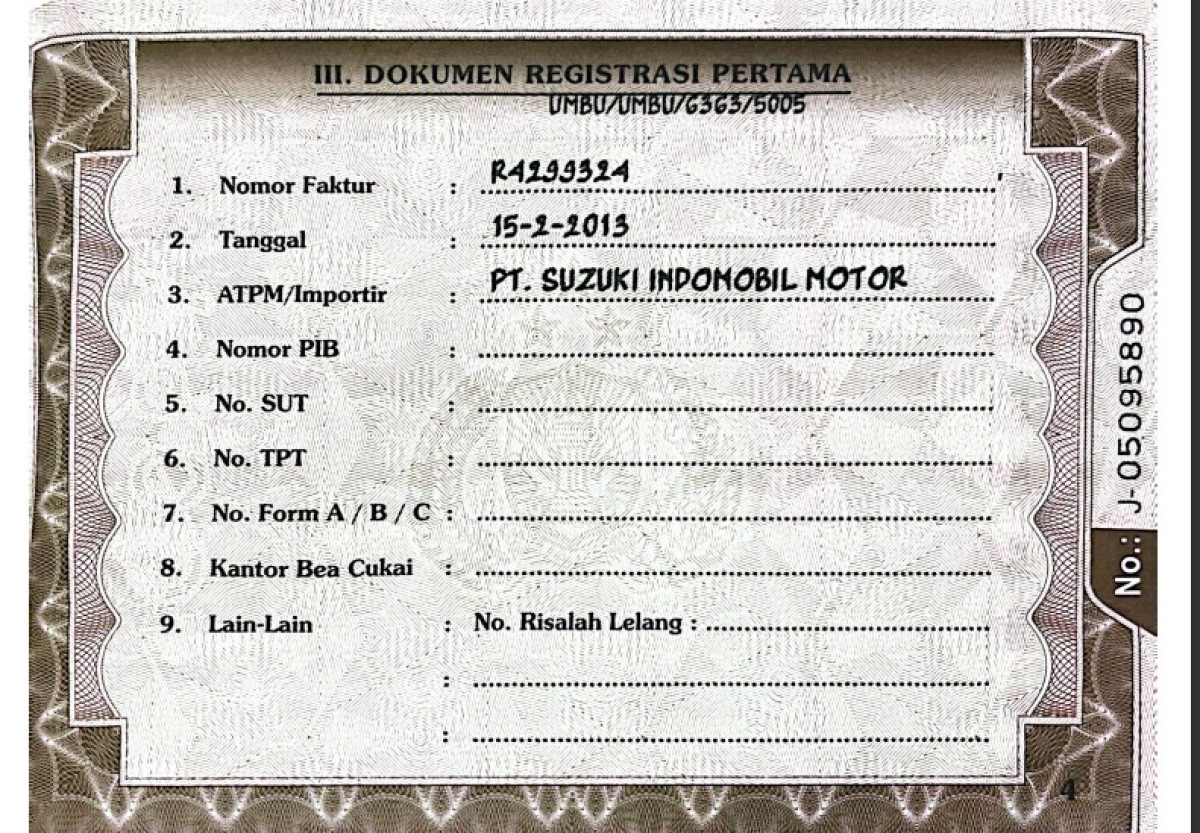 III. DOKUMEN REGISTRASI PERTAMA
UMBU/UMBU/6363/5005
1. Nomor Faktur : R4299324
2. Tanggal : 15-2-2013
3. ATPM/Importir : PT. SUZUKI INDOMOBIL MOTOR
4. Nomor PIB :
5. No. SUT :
6. No. TPT :
7. No. Form A / B / C :
8. Kantor Bea Cukai :
9. Lain-Lain : No. Risalah Lelang :
:
:
4
No.: J-05095890